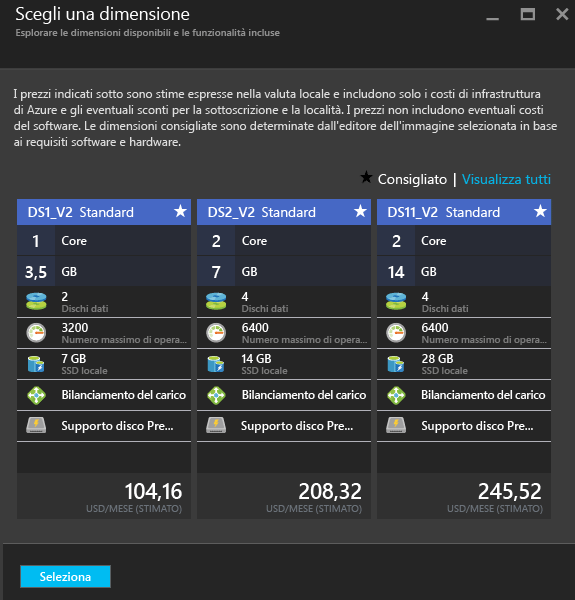 Scegli una dimensione
Esplorare le dimensioni disponibili e le funzionalità incluse
I prezzi indicati sotto sono stime espresse nella valuta locale e includono solo i costi di infrastruttura
di Azure e gli eventuali sconti per la sottoscrizione e la località. I prezzi non includono eventuali costi
del software. Le dimensioni consigliate sono determinate dall'editore dell'immagine selezionata in base
ai requisiti software e hardware.
★ Consigliato | Visualizza tutti
DS1_V2 Standard ★
1 Core
3,5 GB
2
Dischi dati
3200
Numero massimo di opera...
7 GB
SSD locale
Bilanciamento del carico
Supporto disco Pre...
104,16
USD/MESE (STIMATO)
DS2_V2 Standard ★
2 Core
7 GB
4
Dischi dati
6400
Numero massimo di opera...
14 GB
SSD locale
Bilanciamento del carico
Supporto disco Pre...
208,32
USD/MESE (STIMATO)
DS11_V2 Standard ★
2 Core
14 GB
4
Dischi dati
6400
Numero massimo di opera...
28 GB
SSD locale
Bilanciamento del carico
Supporto disco Pre...
245,52
USD/MESE (STIMATO)
Seleziona